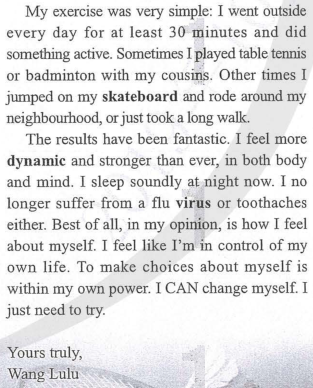 My exercise was very simple: I went outside
every day for at least 30 minutes and did
something active. Sometimes I played table tennis
or badminton with my cousins. Other times I
jumped on my skateboard and rode around my
neighbourhood, or just took a long walk.
The results have been fantastic. I feel more
dynamic and stronger than ever, in both body
and mind. I sleep soundly at night now. I no
longer suffer from a flu virus or toothaches
either. Best of all, in my opinion, is how I feel
about myself. I feel like I'm in control of my
own life. To make choices about myself is
within my own power. I CAN change myself. I
just need to try.
Yours truly,
Wang Lulu